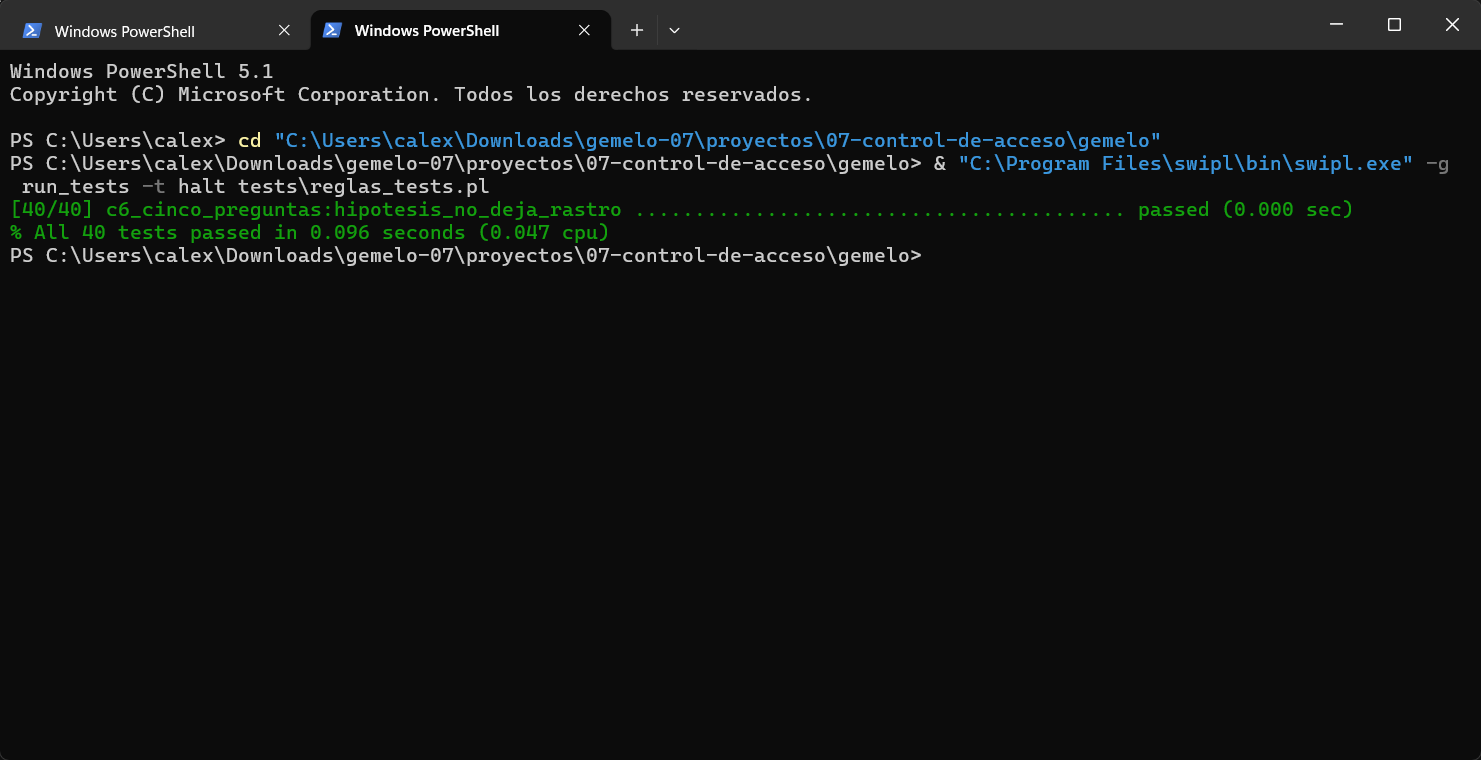 Windows PowerShell
Windows PowerShell
Windows PowerShell 5.1
Copyright (C) Microsoft Corporation. Todos los derechos reservados.
PS C:\Users\calex> cd "C:\Users\calex\Downloads\gemelo-07\proyectos\07-control-de-acceso\gemelo"
PS C:\Users\calex\Downloads\gemelo-07\proyectos\07-control-de-acceso\gemelo> & "C:\Program Files\swipl\bin\swipl.exe" -g
run_tests -t halt tests\reglas_tests.pl
[40/40] c6_cinco_preguntas:hipotesis_no_deja_rastro ......................................... passed (0.000 sec)
% All 40 tests passed in 0.096 seconds (0.047 cpu)
PS C:\Users\calex\Downloads\gemelo-07\proyectos\07-control-de-acceso\gemelo>